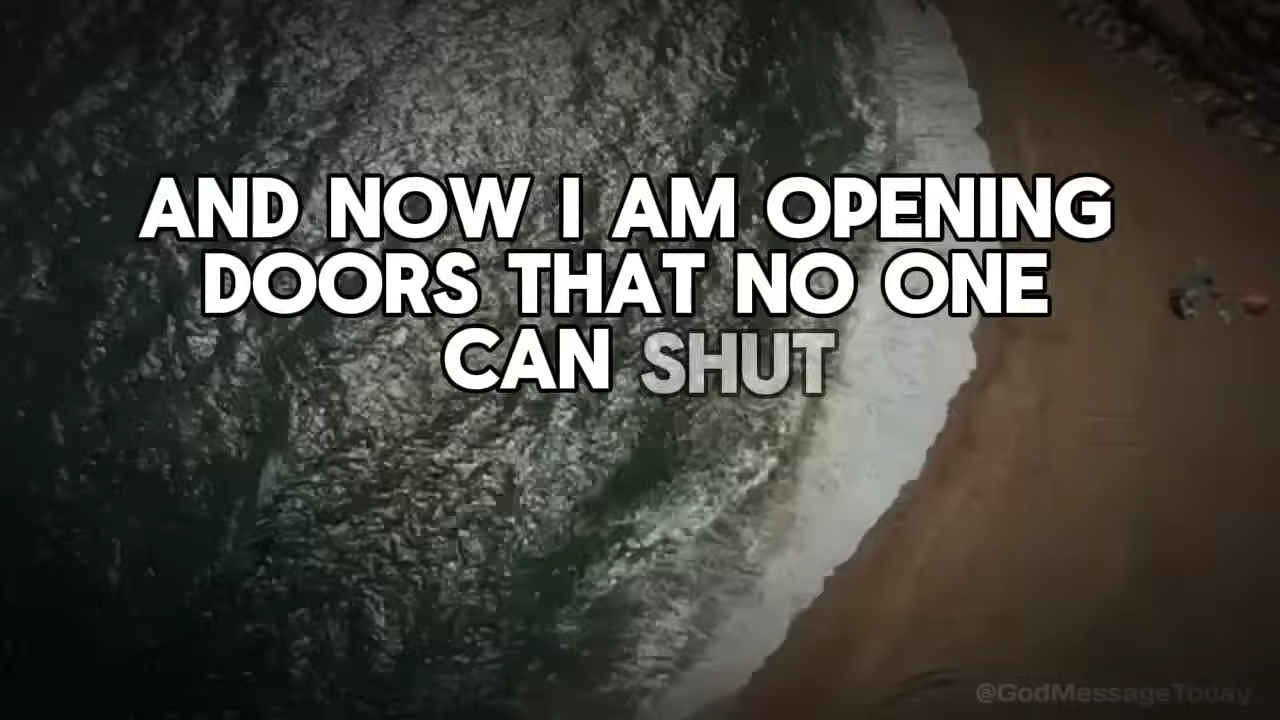 AND NOW I AM OPENING
DOORS THAT NO ONE
CAN SHUT
@GodMessageToday